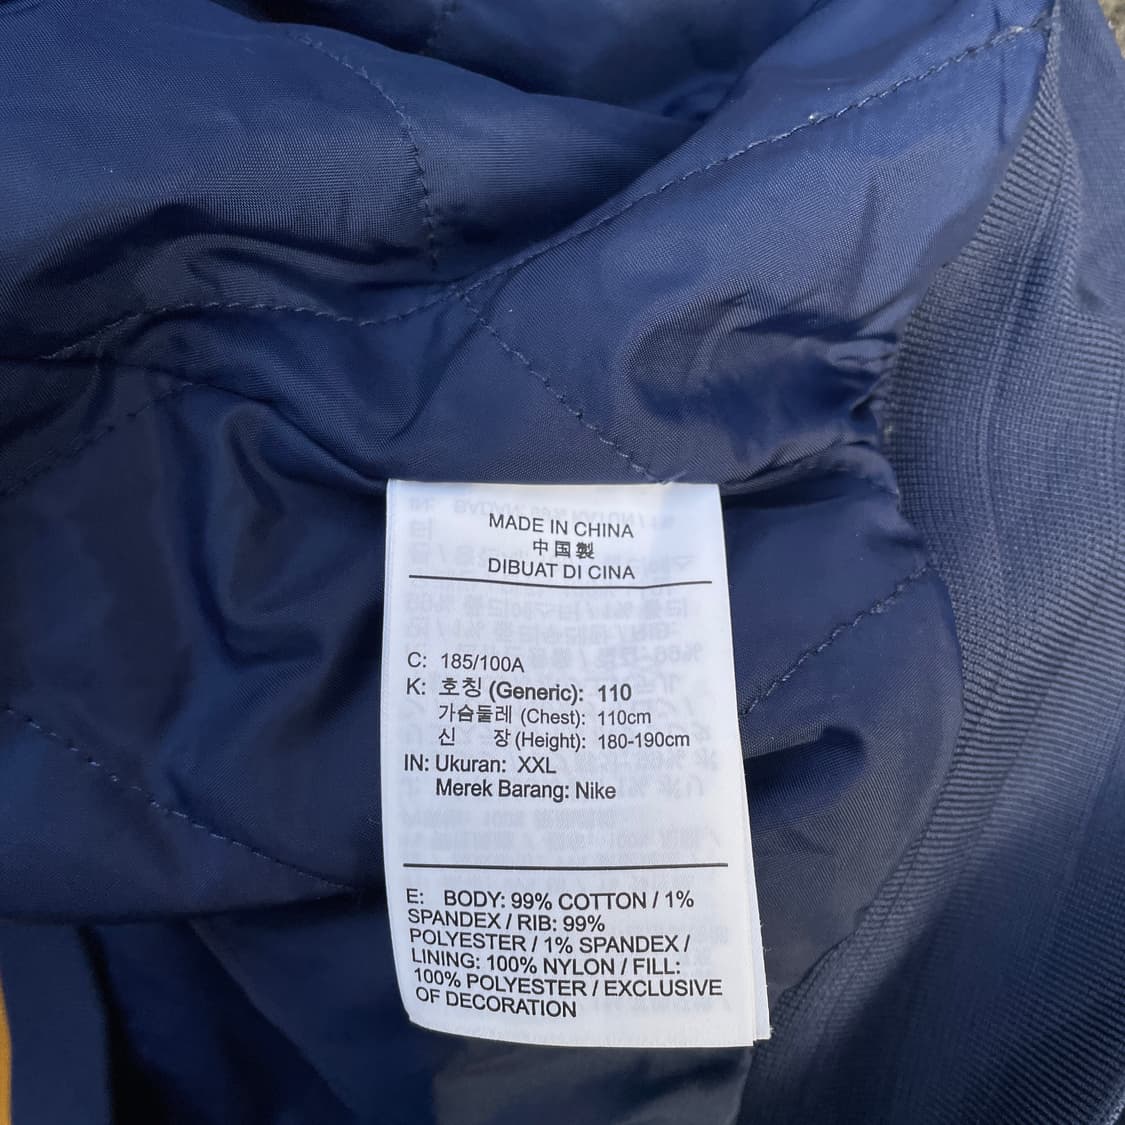 MADE IN CHINA
中国製
DIBUAT DI CINA
C: 185/100A
K: 호칭 (Generic): 110
가슴둘레 (Chest): 110cm
신 장 (Height): 180-190cm
IN: Ukuran: XXL
Merek Barang: Nike
E: BODY: 99% COTTON / 1%
SPANDEX / RIB: 99%
POLYESTER / 1% SPANDEX /
LINING: 100% NYLON / FILL:
100% POLYESTER / EXCLUSIVE
OF DECORATION